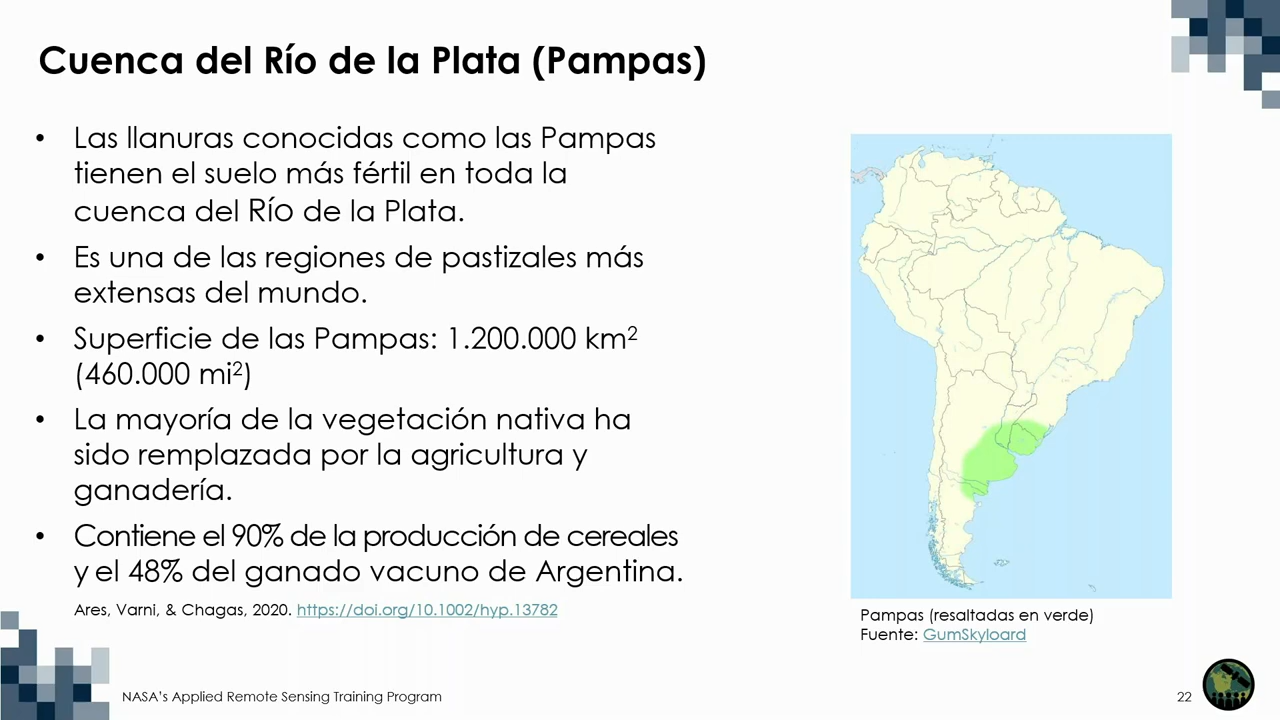 Cuenca del Río de la Plata (Pampas)
• Las llanuras conocidas como las Pampas
tienen el suelo más fértil en toda la
cuenca del Río de la Plata.
• Es una de las regiones de pastizales más
extensas del mundo.
• Superficie de las Pampas: 1.200.000 km²
(460.000 mi²)
• La mayoría de la vegetación nativa ha
sido remplazada por la agricultura y
ganadería.
• Contiene el 90% de la producción de cereales
y el 48% del ganado vacuno de Argentina.
Ares, Varni, & Chagas, 2020. https://doi.org/10.1002/hyp.13782
Pampas (resaltadas en verde)
Fuente: GumSkyloard
NASA's Applied Remote Sensing Training Program
22